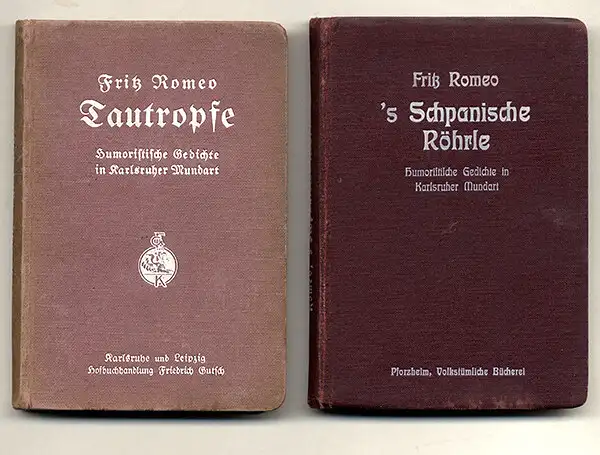 Fritz Romeo
Tautropfe
Humoristische Gedichte
in Karlsruher Mundart
K
Karlsruhe und Leipzig
Hofbuchhandlung Friedrich Gutsch
Fritz Romeo
's Schpanische
Röhrle
Humoristische Gedichte in
Karlsruher Mundart
Pforzheim, Volkstümliche Bücherei